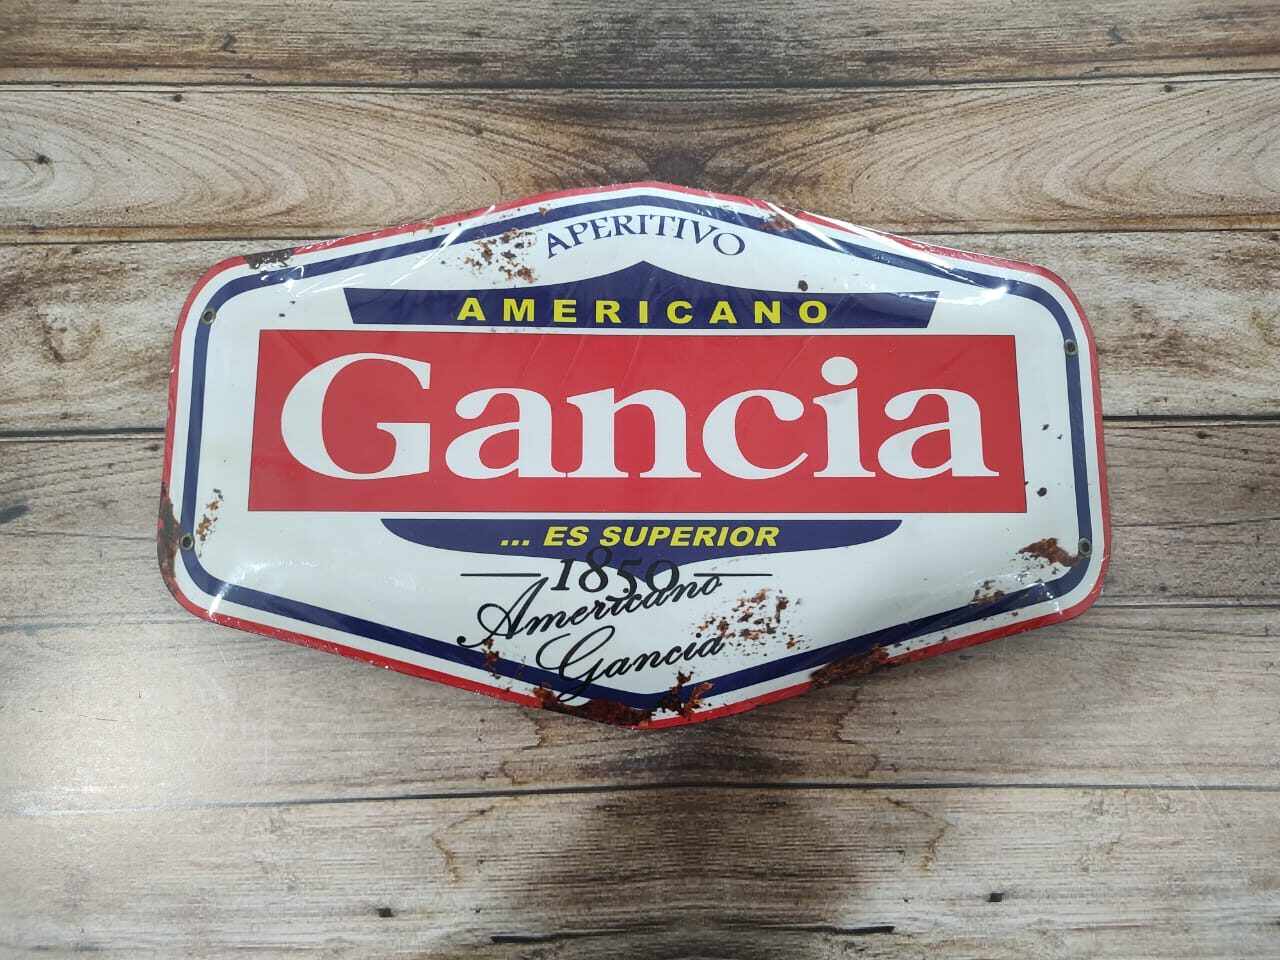 APERITIVO
AMERICANO
Gancia
... ES SUPERIOR
1850
Americano
Gancia